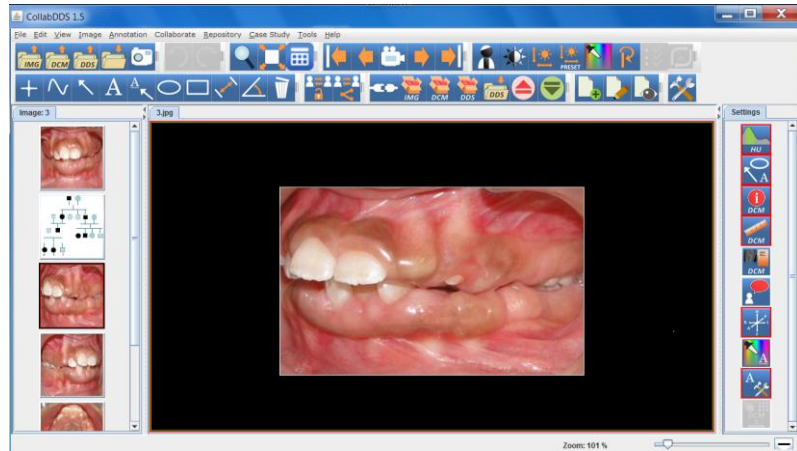 CollabDDS 1.5
File Edit View Image Annotation Collaborate Repository Case Study Tools Help
IMG DCM DDS PRESET
A A IMG DCM DDS DDS
Image: 3
3.jpg
Settings
HU
A
DCM
DCM
DCM
A
A
Zoom: 101 %